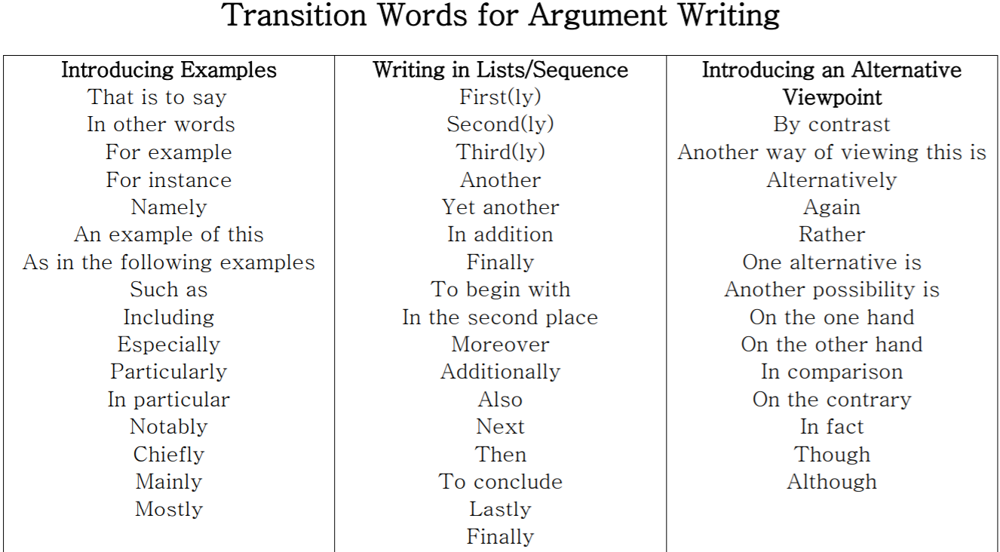 Transition Words for Argument Writing
Introducing Examples
That is to say
In other words
For example
For instance
Namely
An example of this
As in the following examples
Such as
Including
Especially
Particularly
In particular
Notably
Chiefly
Mainly
Mostly
Writing in Lists/Sequence
First(ly)
Second(ly)
Third(ly)
Another
Yet another
In addition
Finally
To begin with
In the second place
Moreover
Additionally
Also
Next
Then
To conclude
Lastly
Finally
Introducing an Alternative
Viewpoint
By contrast
Another way of viewing this is
Alternatively
Again
Rather
One alternative is
Another possibility is
On the one hand
On the other hand
In comparison
On the contrary
In fact
Though
Although